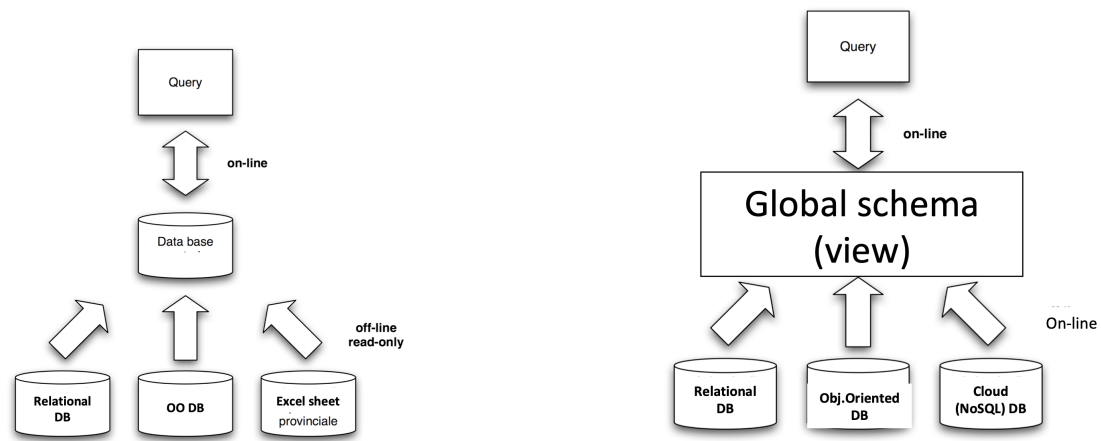 Query
on-line
Data base
off-line
read-only
Relational
DB
OO DB
Excel sheet
provinciale
Query
on-line
Global schema
(view)
On-line
Relational
DB
Obj.Oriented
DB
Cloud
(NoSQL) DB